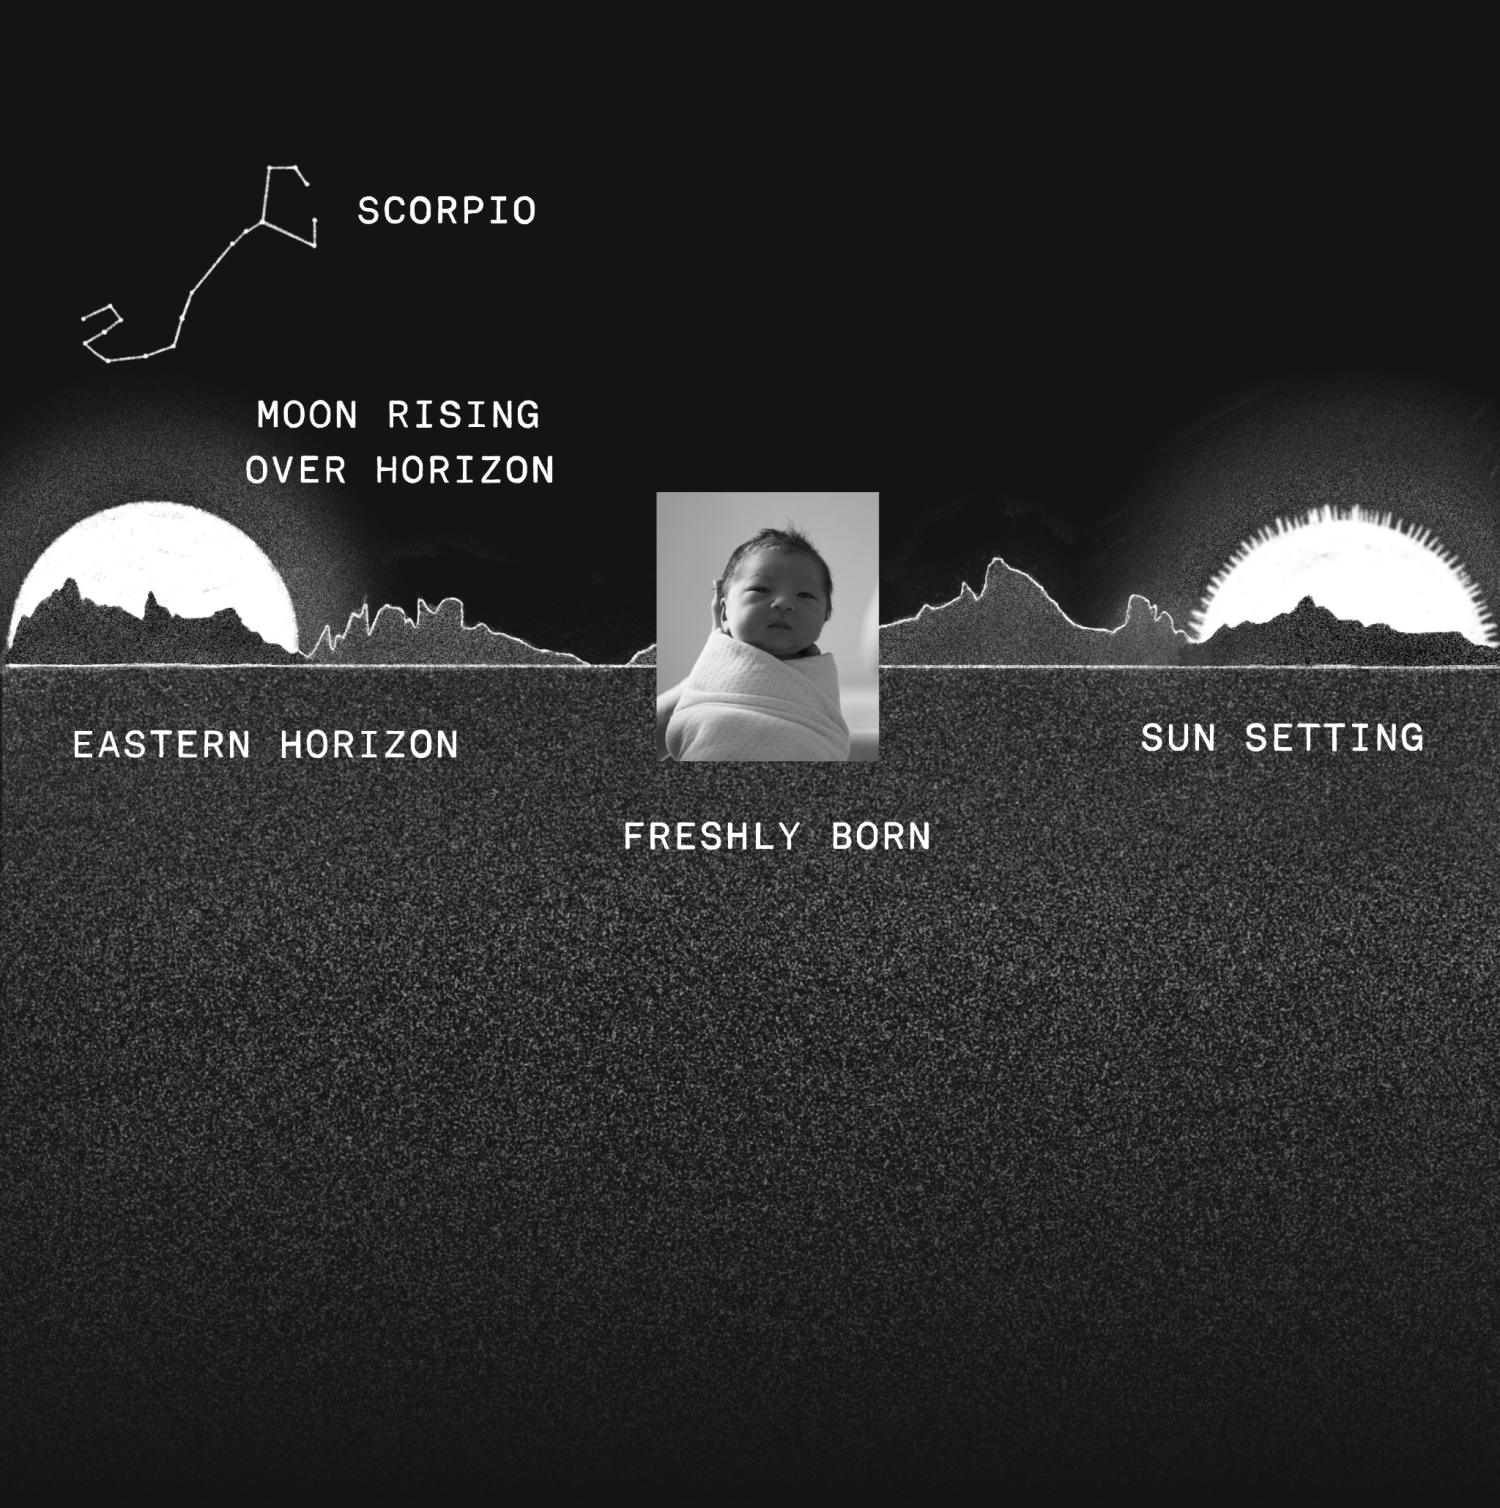 SCORPIO
MOON RISING
OVER HORIZON
EASTERN HORIZON
SUN SETTING
FRESHLY BORN